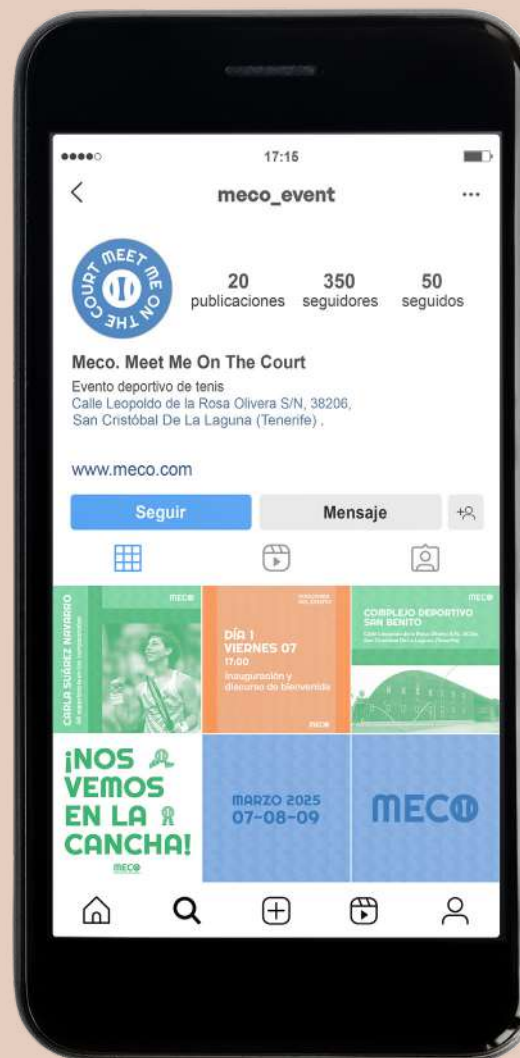 17:15
meco_event
MEET ME ON THE COURT
20
publicaciones
350
seguidores
50
seguidos
Meco. Meet Me On The Court
Evento deportivo de tenis
Calle Leopoldo de la Rosa Olivera S/N, 38206,
San Cristóbal De La Laguna (Tenerife) .
www.meco.com
Seguir
Mensaje
MECO
CARLA SUÁREZ NAVARRO
DÍA 1
VIERNES 07
17:00
Inauguración y
discurso de bienvenida
MECO
MECO
COMPLEJO DEPORTIVO
SAN BENITO
¡NOS
VEMOS
EN LA
CANCHA!
MECO
MARZO 2025
07-08-09
MECO